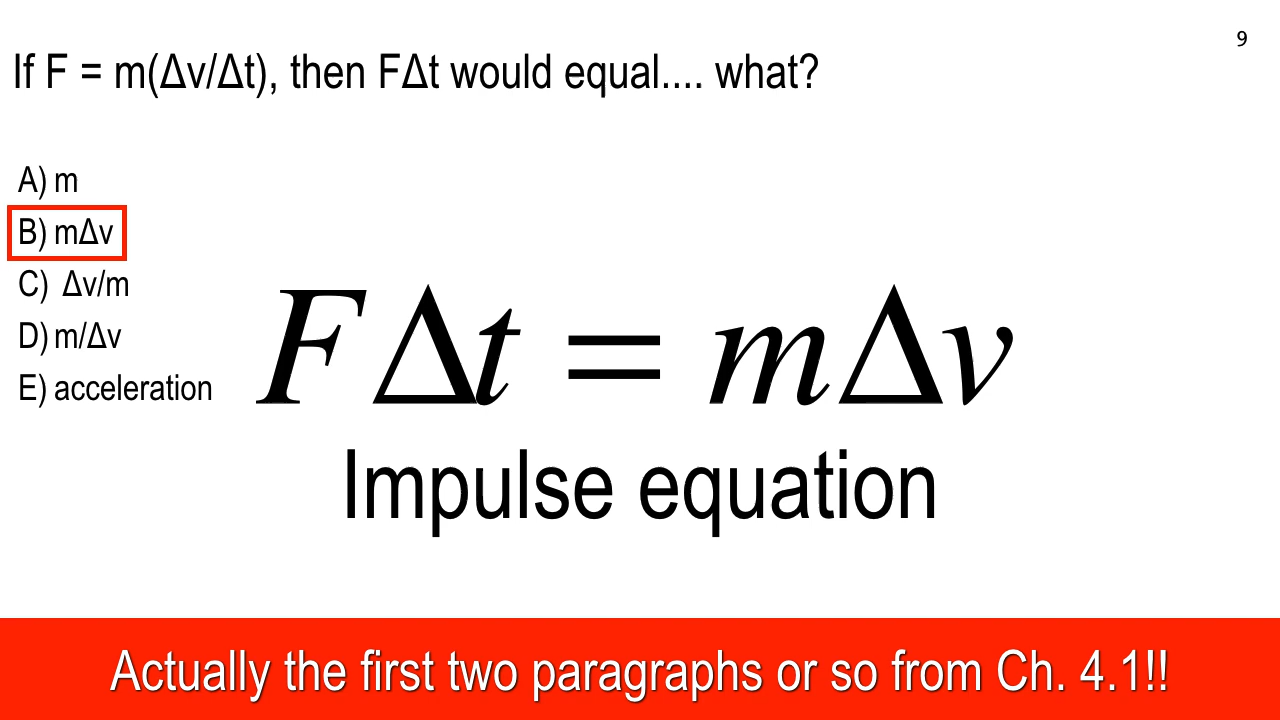 9
If F = m(Δv/Δt), then FΔt would equal.... what?
A) m
B) mΔv
C) Δv/m
D) m/Δv
E) acceleration
FΔt = mΔv
Impulse equation
Actually the first two paragraphs or so from Ch. 4.1!!